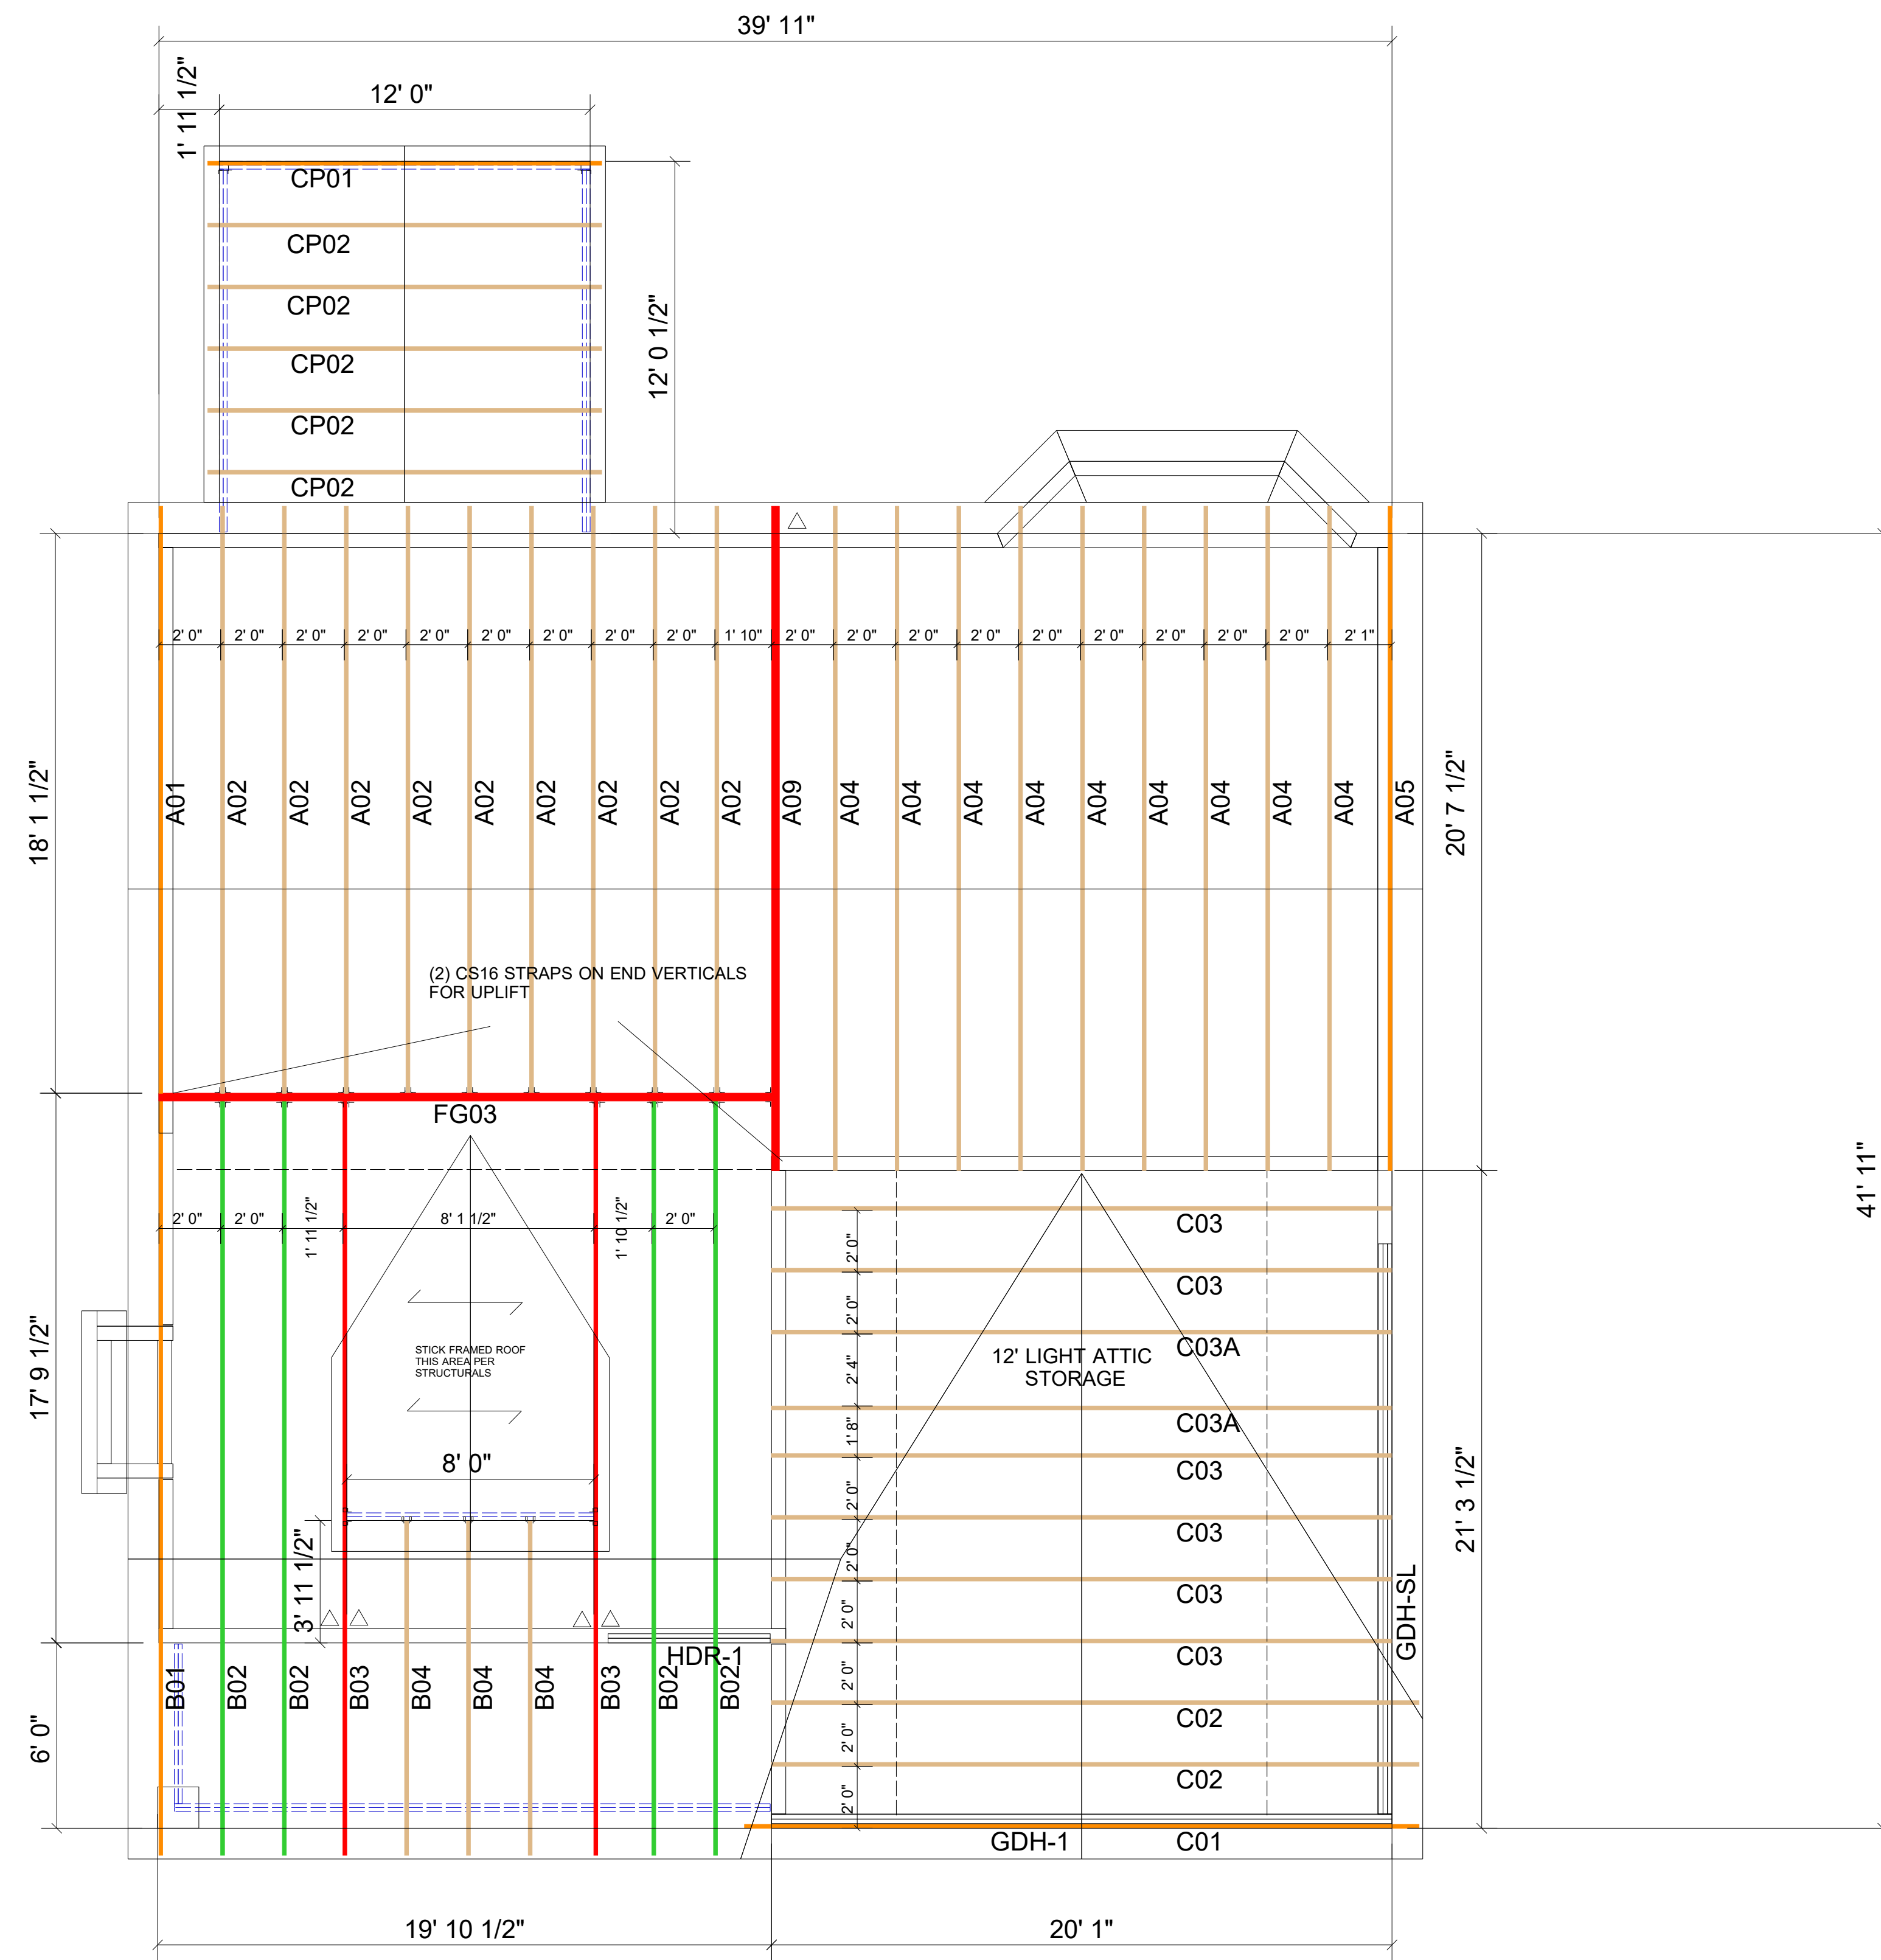 39' 11"
12' 0"
1' 11 1/2"
CP01
CP02
CP02
CP02
CP02
CP02
12' 0 1/2"
2' 0"
2' 0"
2' 0"
2' 0"
2' 0"
2' 0"
2' 0"
2' 0"
2' 0"
1' 10"
2' 0"
2' 0"
2' 0"
2' 0"
2' 0"
2' 0"
2' 0"
2' 0"
2' 0"
2' 1"
18' 1 1/2"
A01
A02
A02
A02
A02
A02
A02
A02
A02
A02
A09
A04
A04
A04
A04
A04
A04
A04
A04
A04
A05
20' 7 1/2"
(2) CS16 STRAPS ON END VERTICALS
FOR UPLIFT
FG03
41' 11"
2' 0"
2' 0"
1' 11 1/2"
8' 1 1/2"
1' 10 1/2"
2' 0"
17' 9 1/2"
STICK FRAMED ROOF
THIS AREA PER
STRUCTURALS
8' 0"
3' 11 1/2"
12' LIGHT ATTIC
STORAGE
2' 0"
2' 0"
2' 4"
1' 8"
2' 0"
2' 0"
2' 0"
2' 0"
2' 0"
2' 0"
C03
C03
C03A
C03A
C03
C03
C03
C03
C02
C02
21' 3 1/2"
GDH-SL
HDR-1
B01
B02
B02
B03
B04
B04
B04
B03
B02
B02
6' 0"
GDH-1
C01
19' 10 1/2"
20' 1"